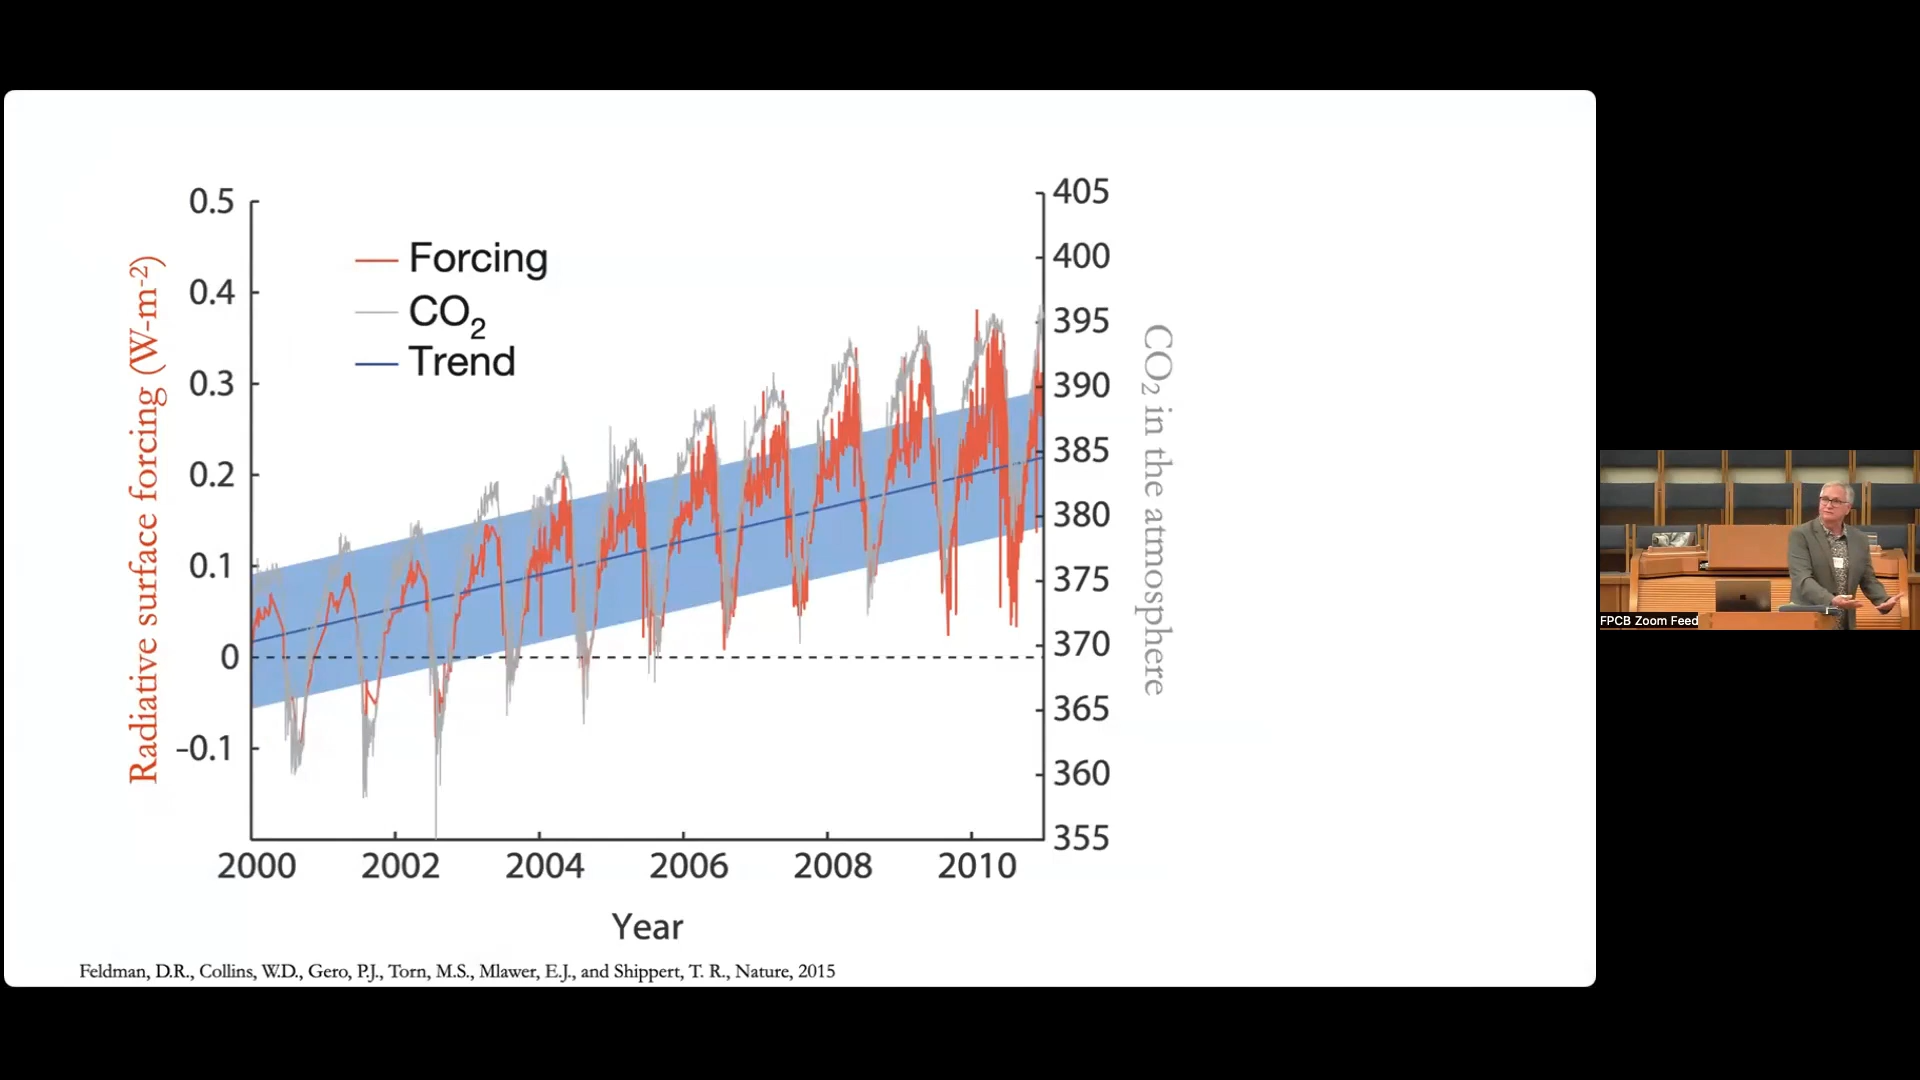 0.5
0.4
0.3
0.2
0.1
0
–0.1
Radiative surface forcing (W-m-2)
Forcing
CO2
Trend
405
400
395
390
385
380
375
370
365
360
355
CO2 in the atmosphere
2000 2002 2004 2006 2008 2010
Year
Feldman, D.R., Collins, W.D., Gero, P.J., Torn, M.S., Mlawer, E.J., and Shippert, T. R., Nature, 2015
FPCB Zoom Feed